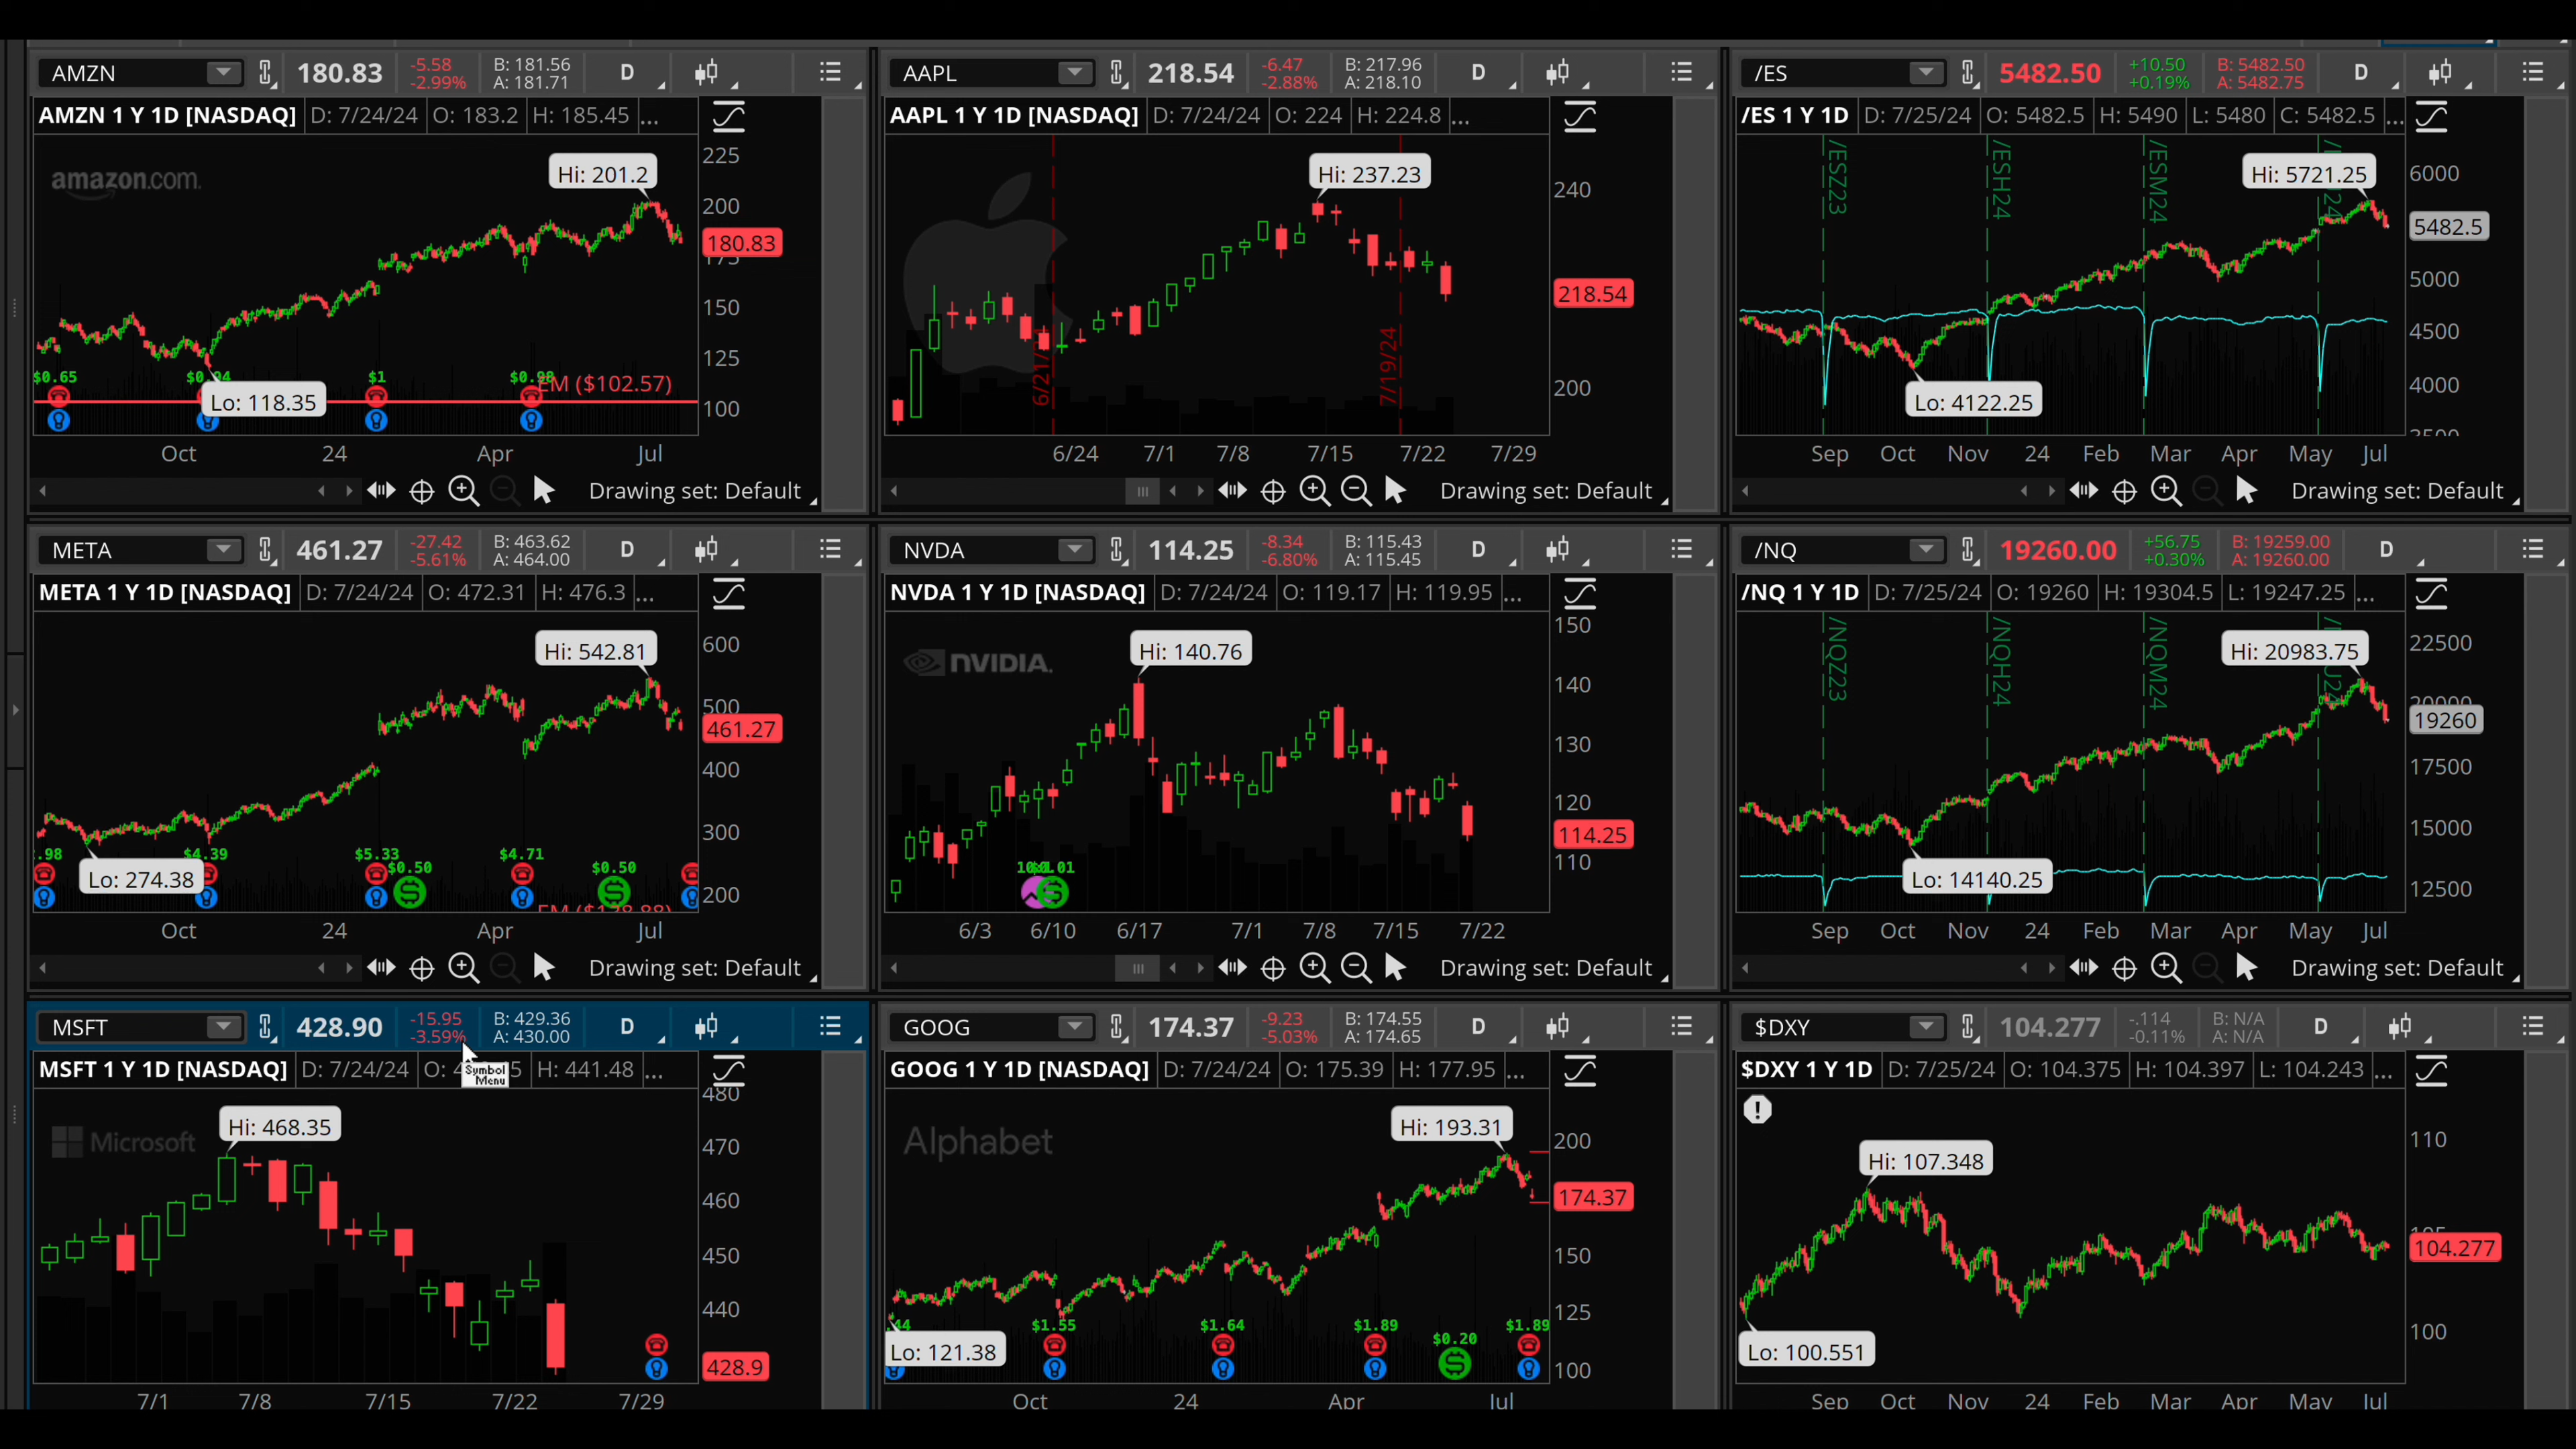 AMZN 180.83 -5.58 -2.99% B: 181.56 A: 181.71 D
AMZN 1 Y 1D [NASDAQ] D: 7/24/24 O: 183.2 H: 185.45 ...
amazon.com.
Hi: 201.2
225
200
180.83
175
150
125
100
$0.65 $0.94 $1 $0.98 EM ($102.57)
Lo: 118.35
Oct 24 Apr Jul
Drawing set: Default
AAPL 218.54 -6.47 -2.88% B: 217.96 A: 218.10 D
AAPL 1 Y 1D [NASDAQ] D: 7/24/24 O: 224 H: 224.8 ...
Hi: 237.23
240
218.54
200
7/19/24
6/24 7/1 7/8 7/15 7/22 7/29
Drawing set: Default
/ES 5482.50 +10.50 +0.19% B: 5482.50 A: 5482.75 D
/ES 1 Y 1D D: 7/25/24 O: 5482.5 H: 5490 L: 5480 C: 5482.5 ...
/ESZ23 /ESH24 /ESM24
Hi: 5721.25
6000
5482.5
5000
4500
4000
3500
Lo: 4122.25
Sep Oct Nov 24 Feb Mar Apr May Jul
Drawing set: Default
META 461.27 -27.42 -5.61% B: 463.62 A: 464.00 D
META 1 Y 1D [NASDAQ] D: 7/24/24 O: 472.31 H: 476.3 ...
Hi: 542.81
600
500
461.27
400
300
200
.98 $4.39 $5.33 $0.50 $4.71 $0.50
Lo: 274.38
Oct 24 Apr Jul
Drawing set: Default
NVDA 114.25 -8.34 -6.80% B: 115.43 A: 115.45 D
NVDA 1 Y 1D [NASDAQ] D: 7/24/24 O: 119.17 H: 119.95 ...
NVIDIA.
Hi: 140.76
150
140
130
120
114.25
110
6/3 6/10 6/17 7/1 7/8 7/15 7/22
Drawing set: Default
/NQ 19260.00 +56.75 +0.30% B: 19259.00 A: 19260.00 D
/NQ 1 Y 1D D: 7/25/24 O: 19260 H: 19304.5 L: 19247.25 ...
/NQZ23 /NQH24 /NQM24
Hi: 20983.75
22500
20000
19260
17500
15000
12500
Lo: 14140.25
Sep Oct Nov 24 Feb Mar Apr May Jul
Drawing set: Default
MSFT 428.90 -15.95 -3.59% B: 429.36 A: 430.00 D
MSFT 1 Y 1D [NASDAQ] D: 7/24/24 H: 441.48 ...
Symbol Menu
Microsoft
Hi: 468.35
480
470
460
450
440
428.9
7/1 7/8 7/15 7/22 7/29
GOOG 174.37 -9.23 -5.03% B: 174.55 A: 174.65 D
GOOG 1 Y 1D [NASDAQ] D: 7/24/24 O: 175.39 H: 177.95 ...
Alphabet
Hi: 193.31
200
174.37
150
125
100
.44 $1.55 $1.64 $1.89 $0.20 $1.89
Lo: 121.38
Oct 24 Apr Jul
$DXY 104.277 -.114 -0.11% B: N/A A: N/A D
$DXY 1 Y 1D D: 7/25/24 O: 104.375 H: 104.397 L: 104.243 ...
Hi: 107.348
110
105
104.277
100
Lo: 100.551
Sep Oct Nov 24 Feb Mar Apr May Jul